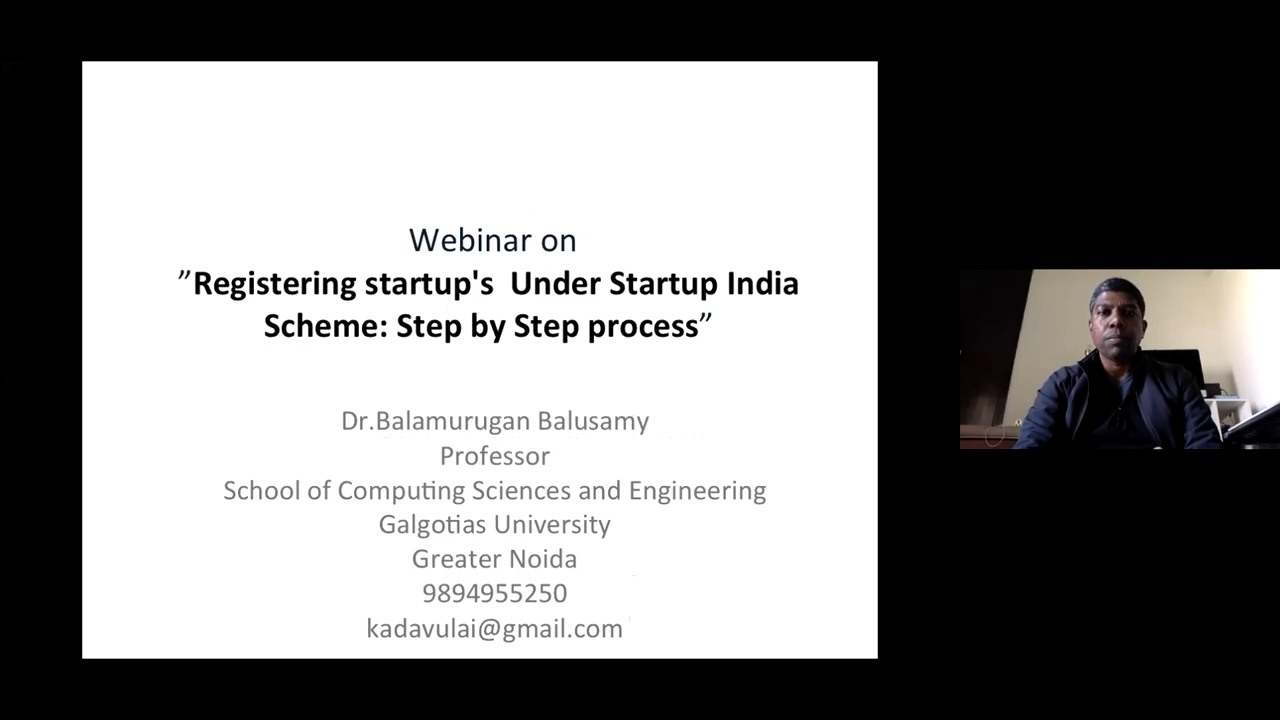 Webinar on
”Registering startup's Under Startup India
Scheme: Step by Step process”
Dr.Balamurugan Balusamy
Professor
School of Computing Sciences and Engineering
Galgotias University
Greater Noida
9894955250
kadavulai@gmail.com